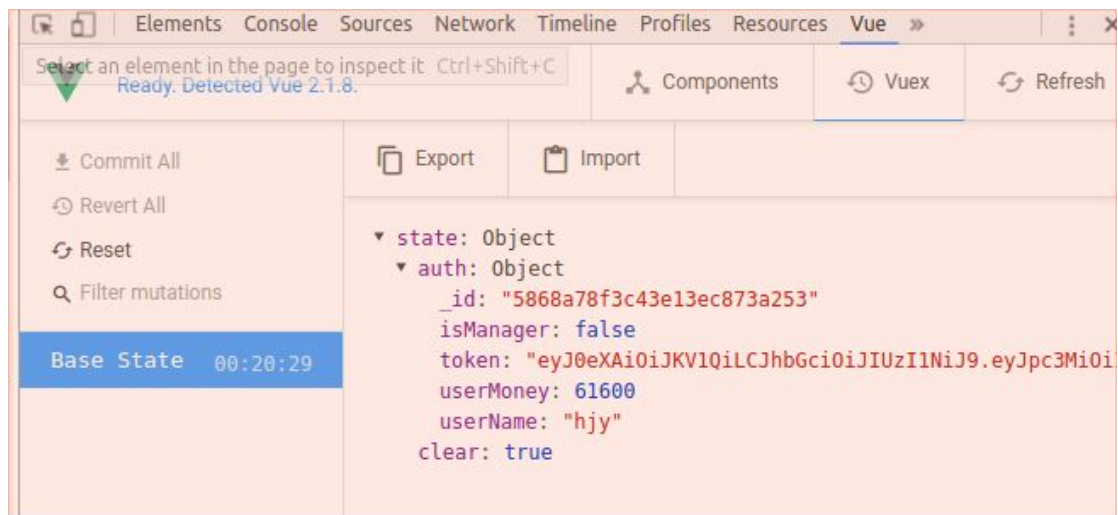 Elements Console Sources Network Timeline Profiles Resources Vue »
Select an element in the page to inspect it Ctrl+Shift+C
Ready. Detected Vue 2.1.8.
Components Vuex Refresh
Commit All
Export Import
Revert All
Reset
Filter mutations
Base State 00:20:29
▼ state: Object
▼ auth: Object
_id: "5868a78f3c43e13ec873a253"
isManager: false
token: "eyJ0eXAiOiJKV1QiLCJhbGciOiJIUzI1NiJ9.eyJpc3MiOi
userMoney: 61600
userName: "hjy"
clear: true